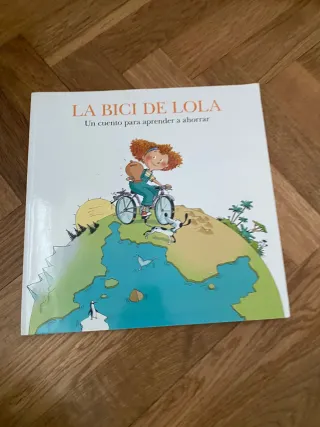 LA BICI DE LOLA
Un cuento para aprender a ahorrar